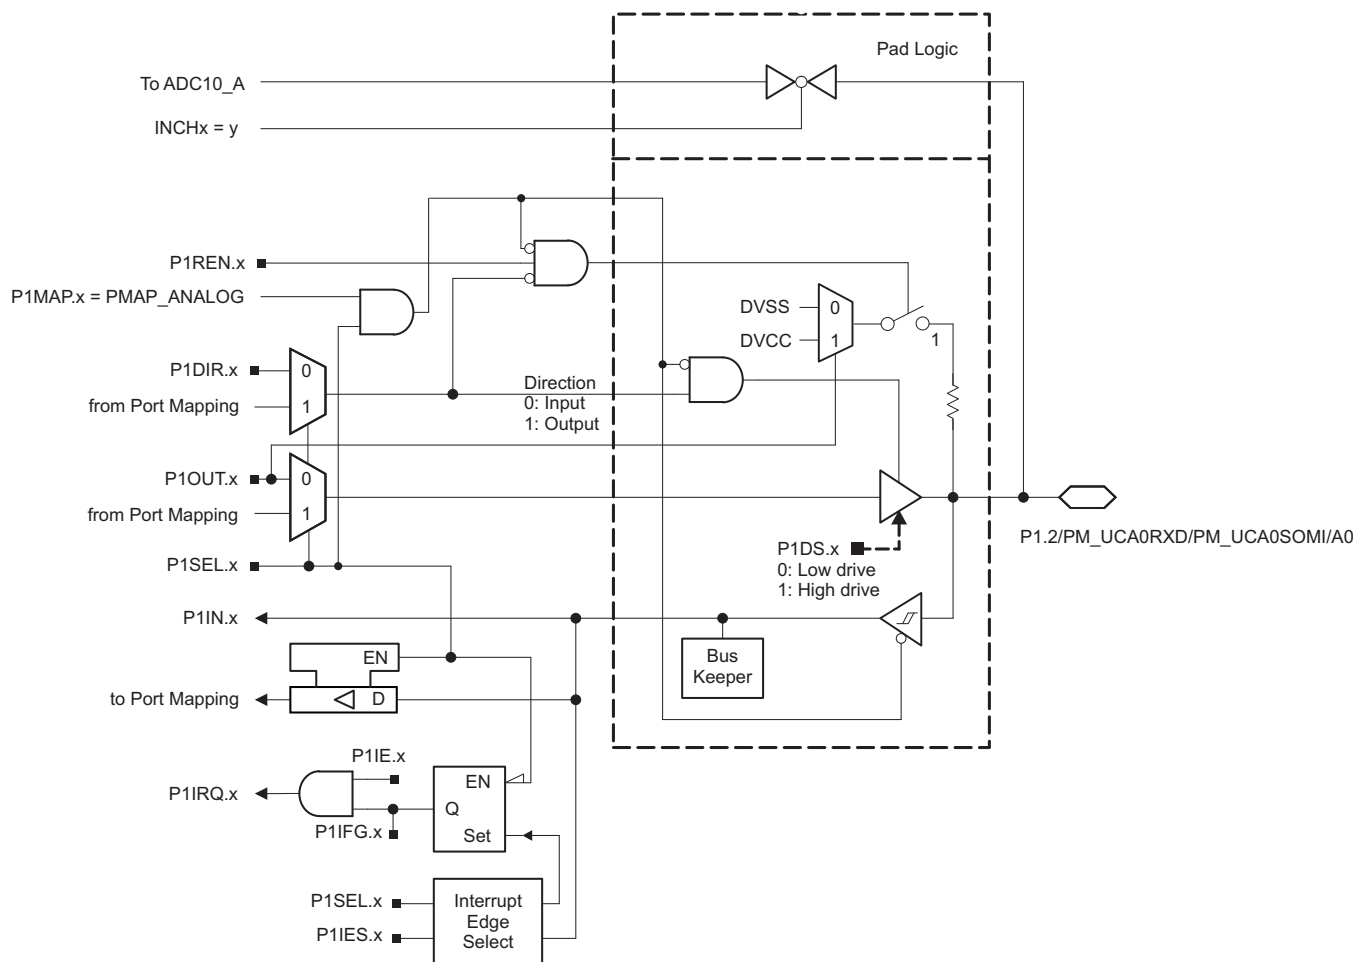 Pad Logic
To ADC10_A
INCHx = y
P1REN.x
P1MAP.x = PMAP_ANALOG
DVSS
0
DVCC
1
1
P1DIR.x
0
from Port Mapping
1
Direction
0: Input
1: Output
P1OUT.x
0
from Port Mapping
1
P1SEL.x
P1DS.x
0: Low drive
1: High drive
P1.2/PM_UCA0RXD/PM_UCA0SOMI/A0
P1IN.x
Bus
Keeper
EN
to Port Mapping
D
P1IE.x
P1IRQ.x
EN
Q
P1IFG.x
Set
P1SEL.x
P1IES.x
Interrupt
Edge
Select